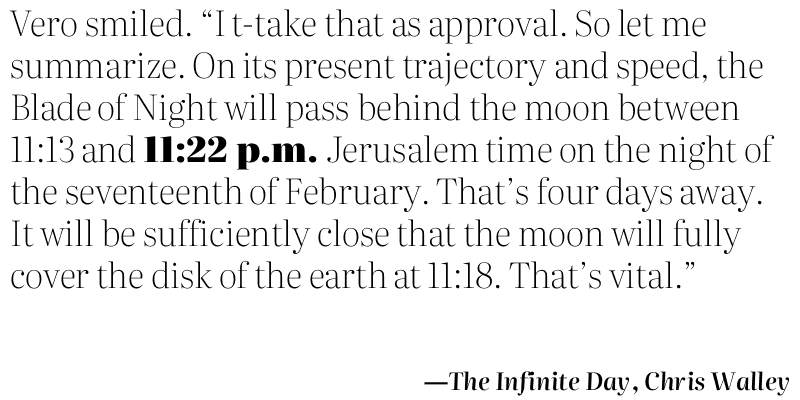 Vero smiled. “I t-take that as approval. So let me
summarize. On its present trajectory and speed, the
Blade of Night will pass behind the moon between
11:13 and 11:22 p.m. Jerusalem time on the night of
the seventeenth of February. That’s four days away.
It will be sufficiently close that the moon will fully
cover the disk of the earth at 11:18. That’s vital.”
—The Infinite Day, Chris Walley